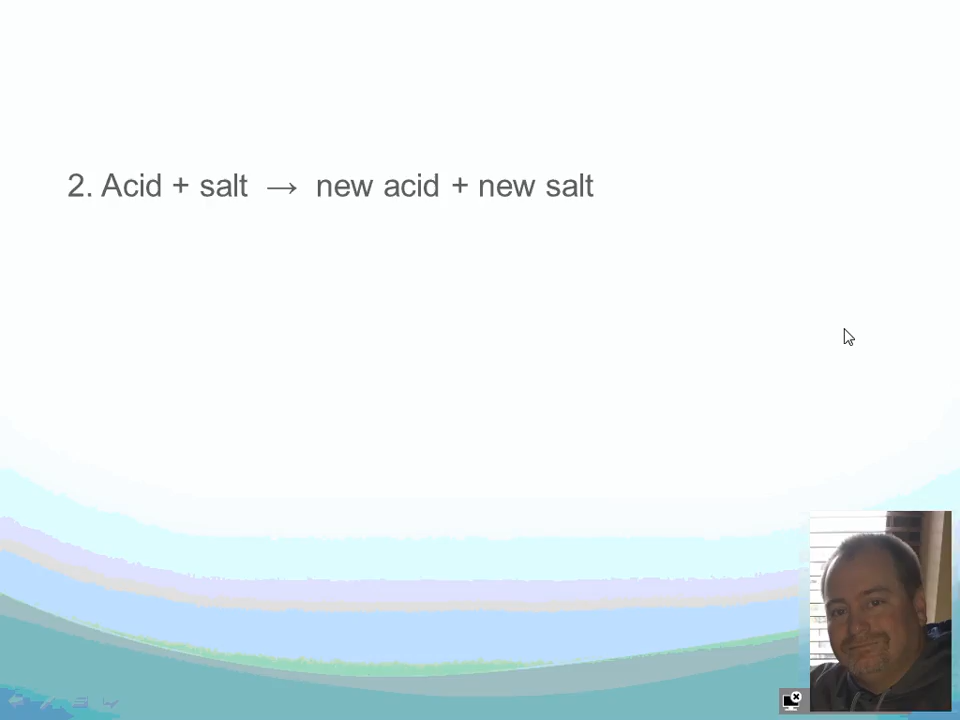 2. Acid + salt → new acid + new salt